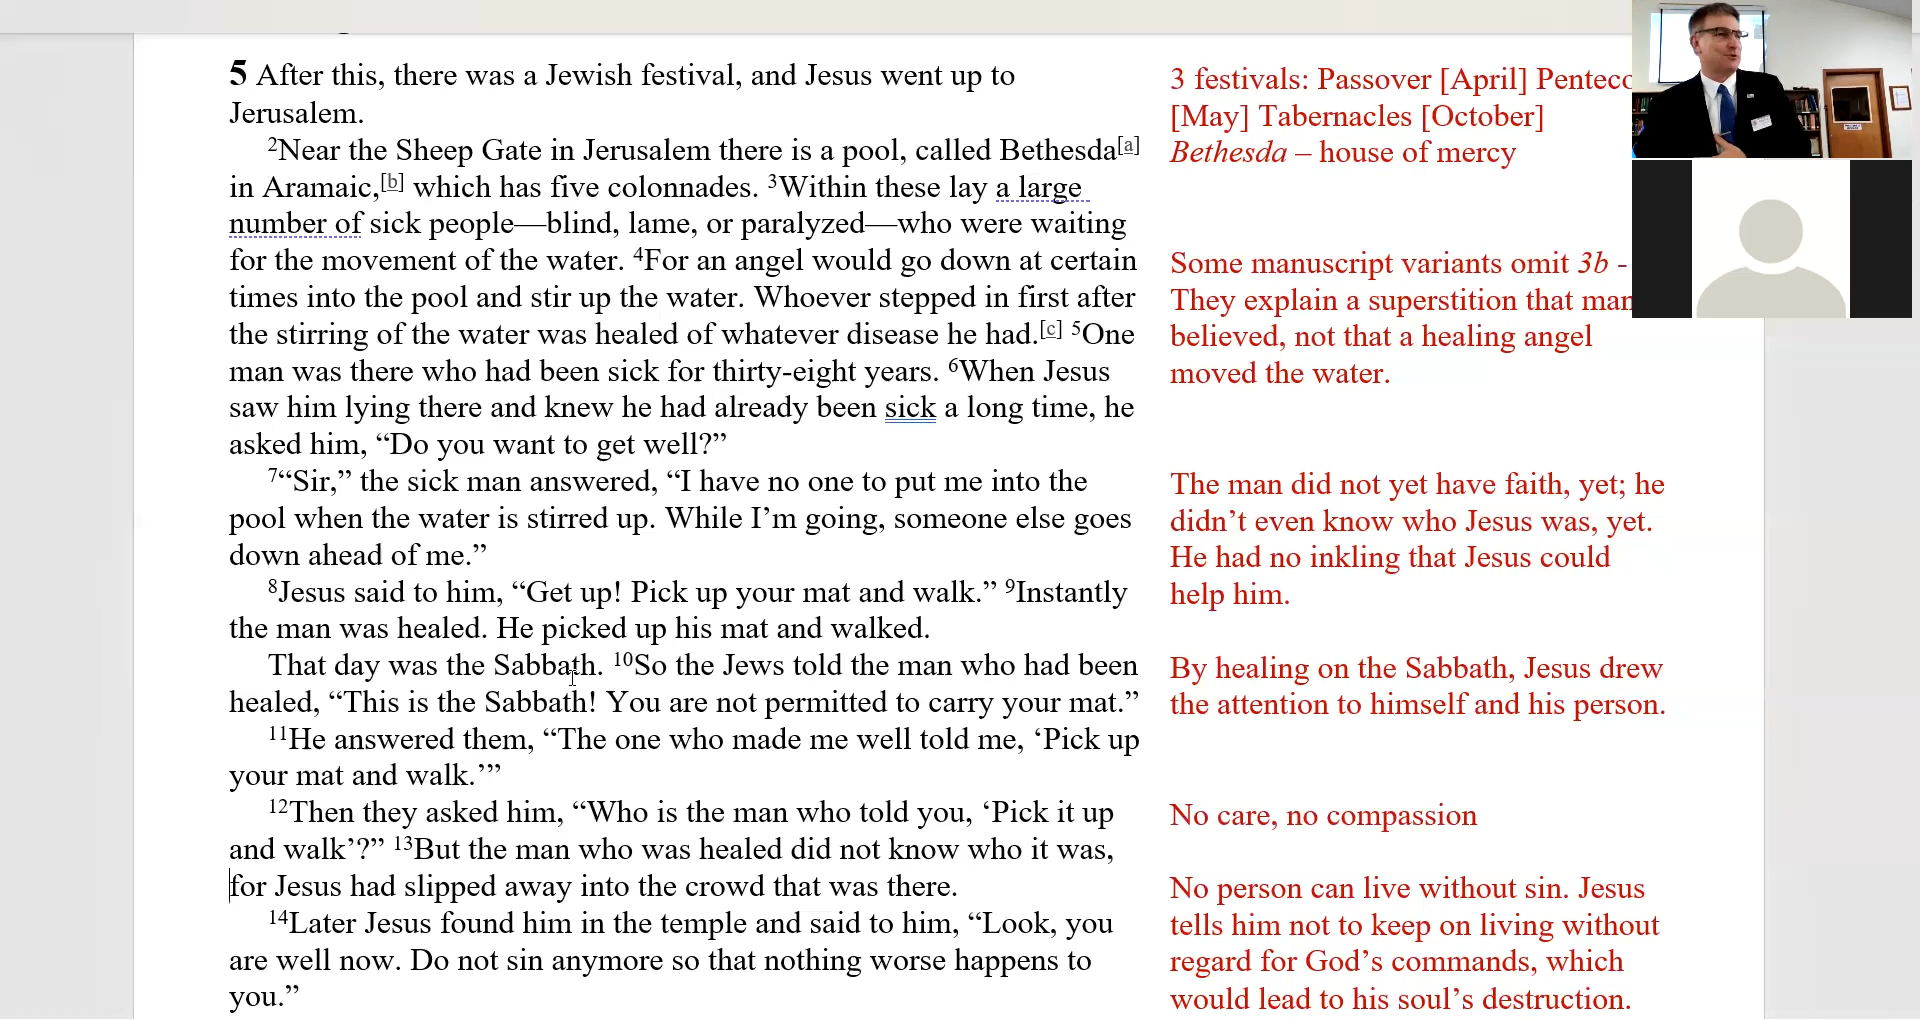 5 After this, there was a Jewish festival, and Jesus went up to
Jerusalem.
2Near the Sheep Gate in Jerusalem there is a pool, called Bethesda[a]
in Aramaic,[b] which has five colonnades. 3Within these lay a large
number of sick people—blind, lame, or paralyzed—who were waiting
for the movement of the water. 4For an angel would go down at certain
times into the pool and stir up the water. Whoever stepped in first after
the stirring of the water was healed of whatever disease he had.[c] 5One
man was there who had been sick for thirty-eight years. 6When Jesus
saw him lying there and knew he had already been sick a long time, he
asked him, “Do you want to get well?”
7“Sir,” the sick man answered, “I have no one to put me into the
pool when the water is stirred up. While I’m going, someone else goes
down ahead of me.”
8Jesus said to him, “Get up! Pick up your mat and walk.” 9Instantly
the man was healed. He picked up his mat and walked.
That day was the Sabbath. 10So the Jews told the man who had been
healed, “This is the Sabbath! You are not permitted to carry your mat.”
11He answered them, “The one who made me well told me, ‘Pick up
your mat and walk.’”
12Then they asked him, “Who is the man who told you, ‘Pick it up
and walk’?” 13But the man who was healed did not know who it was,
for Jesus had slipped away into the crowd that was there.
14Later Jesus found him in the temple and said to him, “Look, you
are well now. Do not sin anymore so that nothing worse happens to
you.”
3 festivals: Passover [April] Penteco
[May] Tabernacles [October]
Bethesda – house of mercy
Some manuscript variants omit 3b -
They explain a superstition that man
believed, not that a healing angel
moved the water.
The man did not yet have faith, yet; he
didn’t even know who Jesus was, yet.
He had no inkling that Jesus could
help him.
By healing on the Sabbath, Jesus drew
the attention to himself and his person.
No care, no compassion
No person can live without sin. Jesus
tells him not to keep on living without
regard for God’s commands, which
would lead to his soul’s destruction.